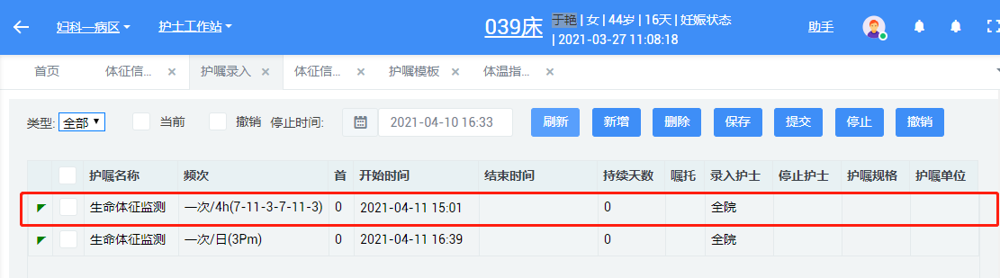 妇科一病区 护士工作站 039床 于艳 | 女 | 44岁 | 16天 | 妊娠状态 助手
| 2021-03-27 11:08:18
首页 体征信... × 护嘱录入 × 体征信... × 护嘱模板 × 体温指... ×
类型: 全部 当前 撤销 停止时间: 2021-04-10 16:33 刷新 新增 删除 保存 提交 停止 撤销
护嘱名称 频次 首 开始时间 结束时间 持续天数 嘱托 录入护士 停止护士 护嘱规格 护嘱单位
生命体征监测 一次/4h(7-11-3-7-11-3) 0 2021-04-11 15:01 0 全院
生命体征监测 一次/日(3Pm) 0 2021-04-11 16:39 0 全院